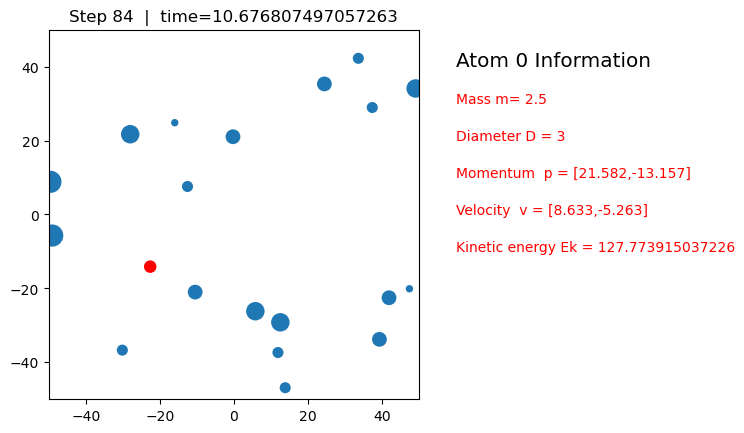 Step 84 | time=10.676807497057263
Atom 0 Information
Mass m= 2.5
Diameter D = 3
Momentum  p = [21.582,-13.157]
Velocity  v = [8.633,-5.263]
Kinetic energy Ek = 127.773915037226
40
20
0
−20
−40
−40
−20
0
20
40